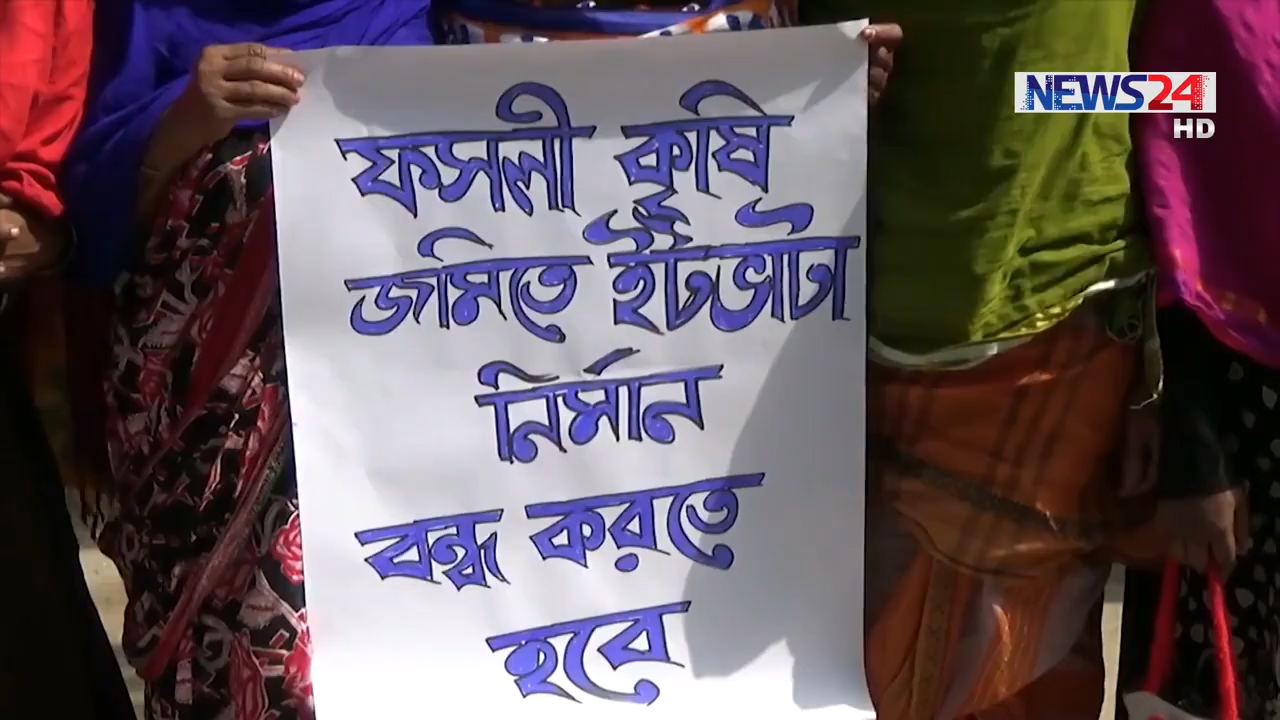 ফসলী কৃষি
জমিতে ইটভাটা
নির্মান
বন্ধ করতে
হবে
NEWS24
HD